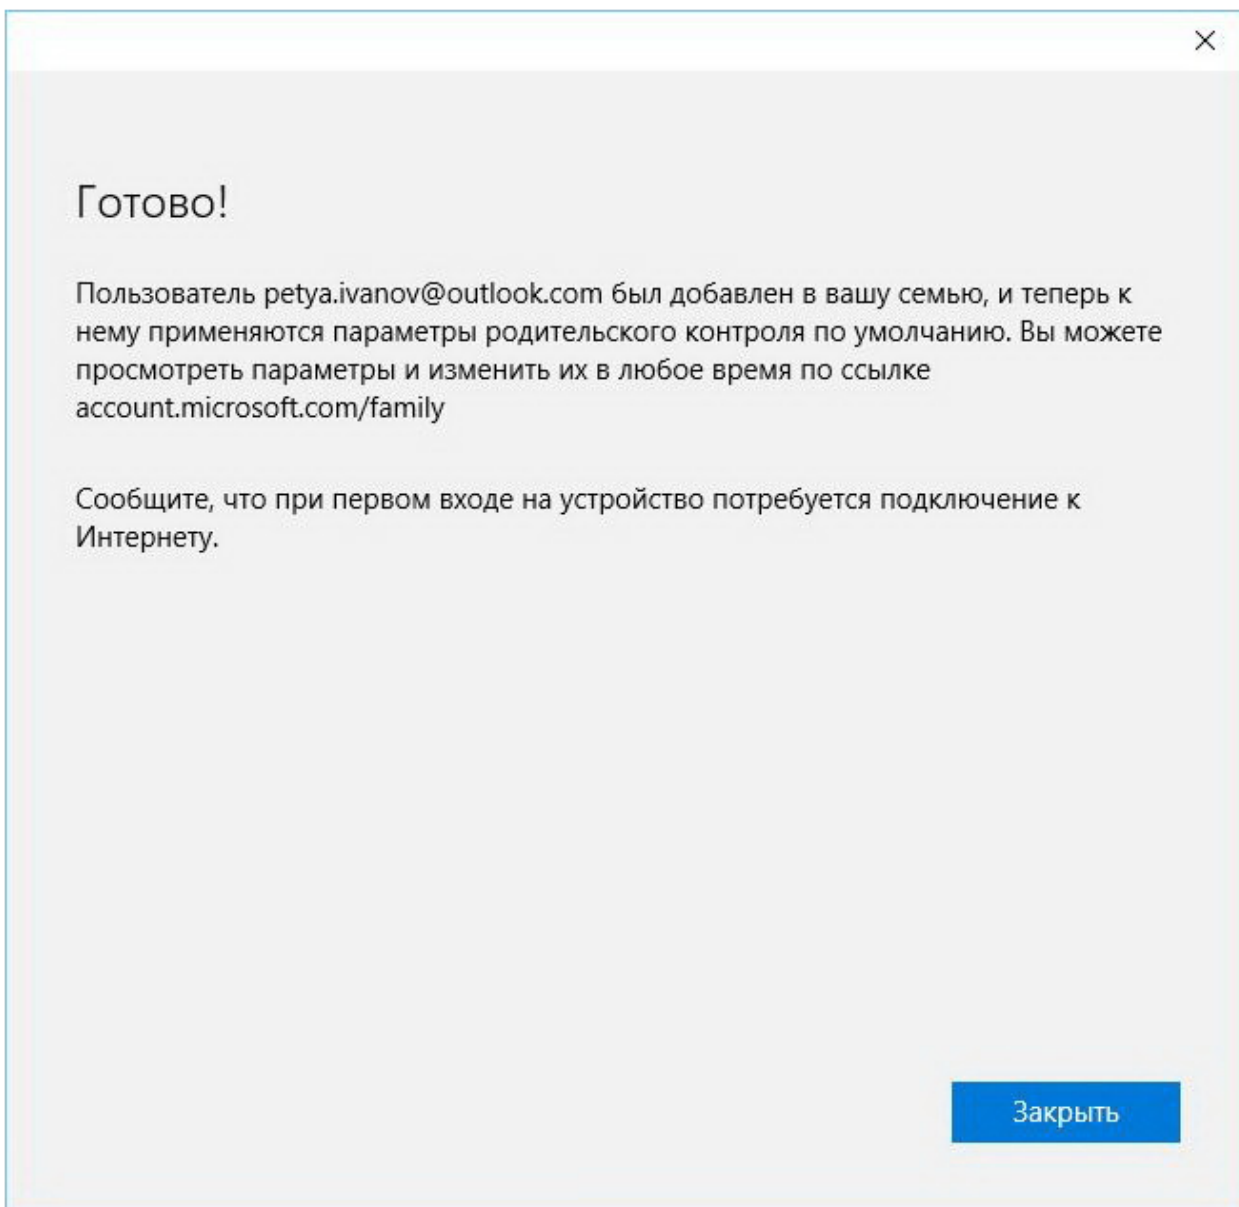 Готово!
Пользователь petya.ivanov@outlook.com был добавлен в вашу семью, и теперь к
нему применяются параметры родительского контроля по умолчанию. Вы можете
просмотреть параметры и изменить их в любое время по ссылке
account.microsoft.com/family
Сообщите, что при первом входе на устройство потребуется подключение к
Интернету.
Закрыть